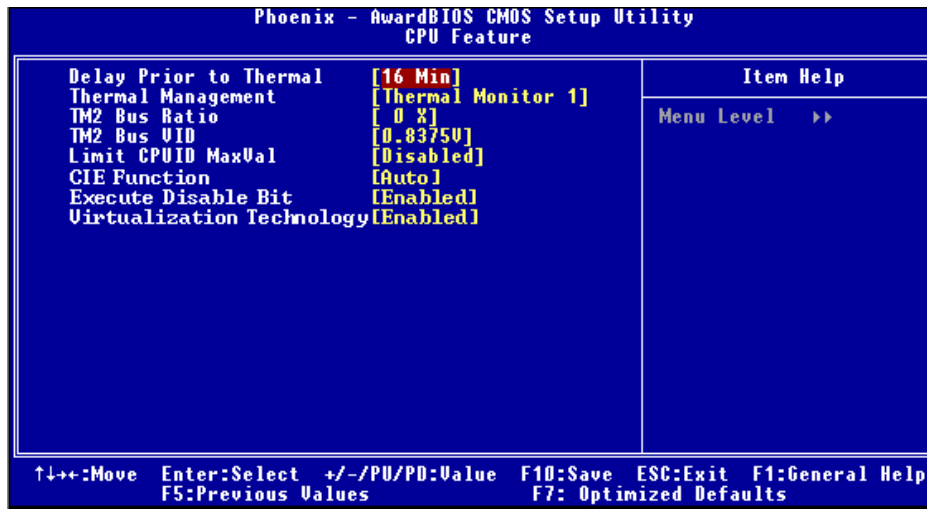 Phoenix - AwardBIOS CMOS Setup Utility
CPU Feature
Delay Prior to Thermal [16 Min]
Thermal Management [Thermal Monitor 1]
TM2 Bus Ratio [ 0 X]
TM2 Bus VID [0.8375V]
Limit CPUID MaxVal [Disabled]
CIE Function [Auto]
Execute Disable Bit [Enabled]
Virtualization Technology[Enabled]
Item Help
Menu Level ▸▸
↑↓→←:Move Enter:Select +/-/PU/PD:Value F10:Save ESC:Exit F1:General Help
F5:Previous Values F7: Optimized Defaults